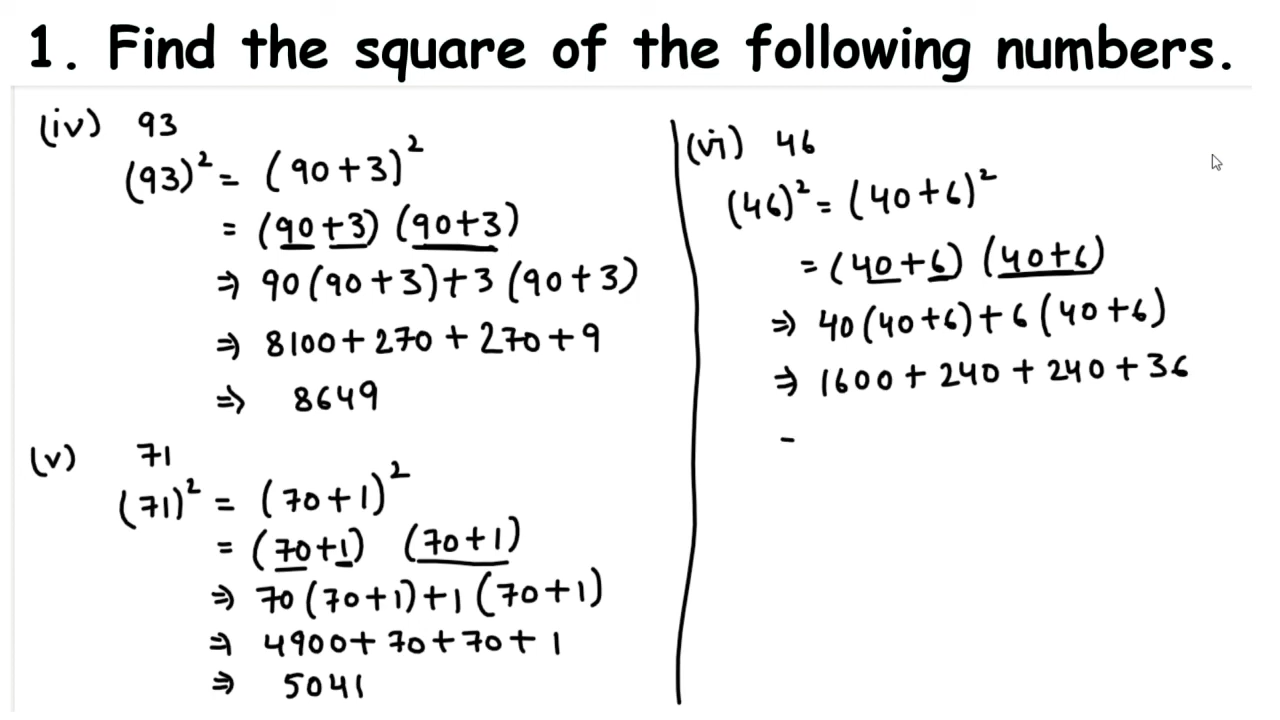 1. Find the square of the following numbers.
(iv) 93
(93)² = (90+3)²
= (90+3) (90+3)
⇒ 90(90+3)+3(90+3)
⇒ 8100+270+270+9
⇒ 8649
(v) 71
(71)² = (70+1)²
= (70+1) (70+1)
⇒ 70(70+1)+1(70+1)
⇒ 4900+70+70+1
⇒ 5041
(vi) 46
(46)² = (40+6)²
= (40+6) (40+6)
⇒ 40(40+6)+6(40+6)
⇒ 1600+240+240+36
-